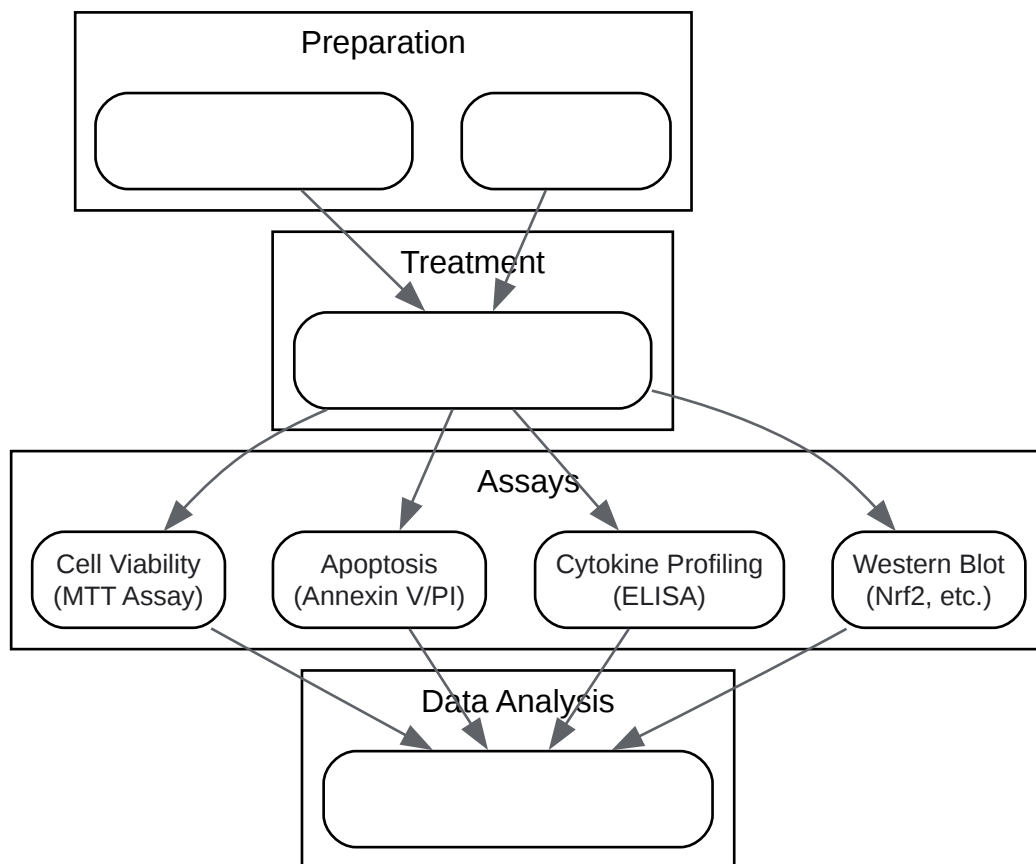 Preparation
Treatment
Assays
Cell Viability
(MTT Assay)
Apoptosis
(Annexin V/PI)
Cytokine Profiling
(ELISA)
Western Blot
(Nrf2, etc.)
Data Analysis